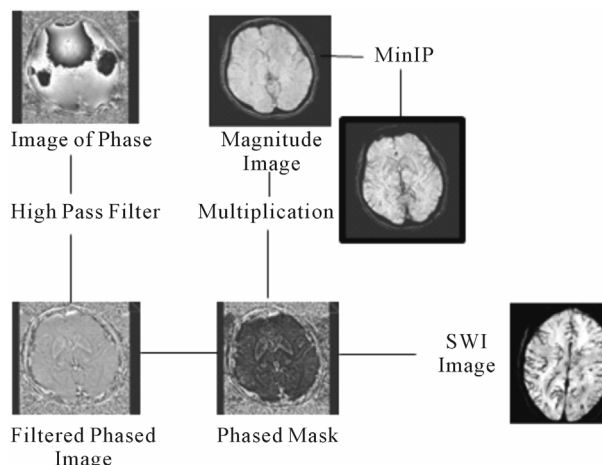 Image of Phase
Magnitude
Image
MinIP
High Pass Filter
Multiplication
SWI
Image
Filtered Phased
Image
Phased Mask